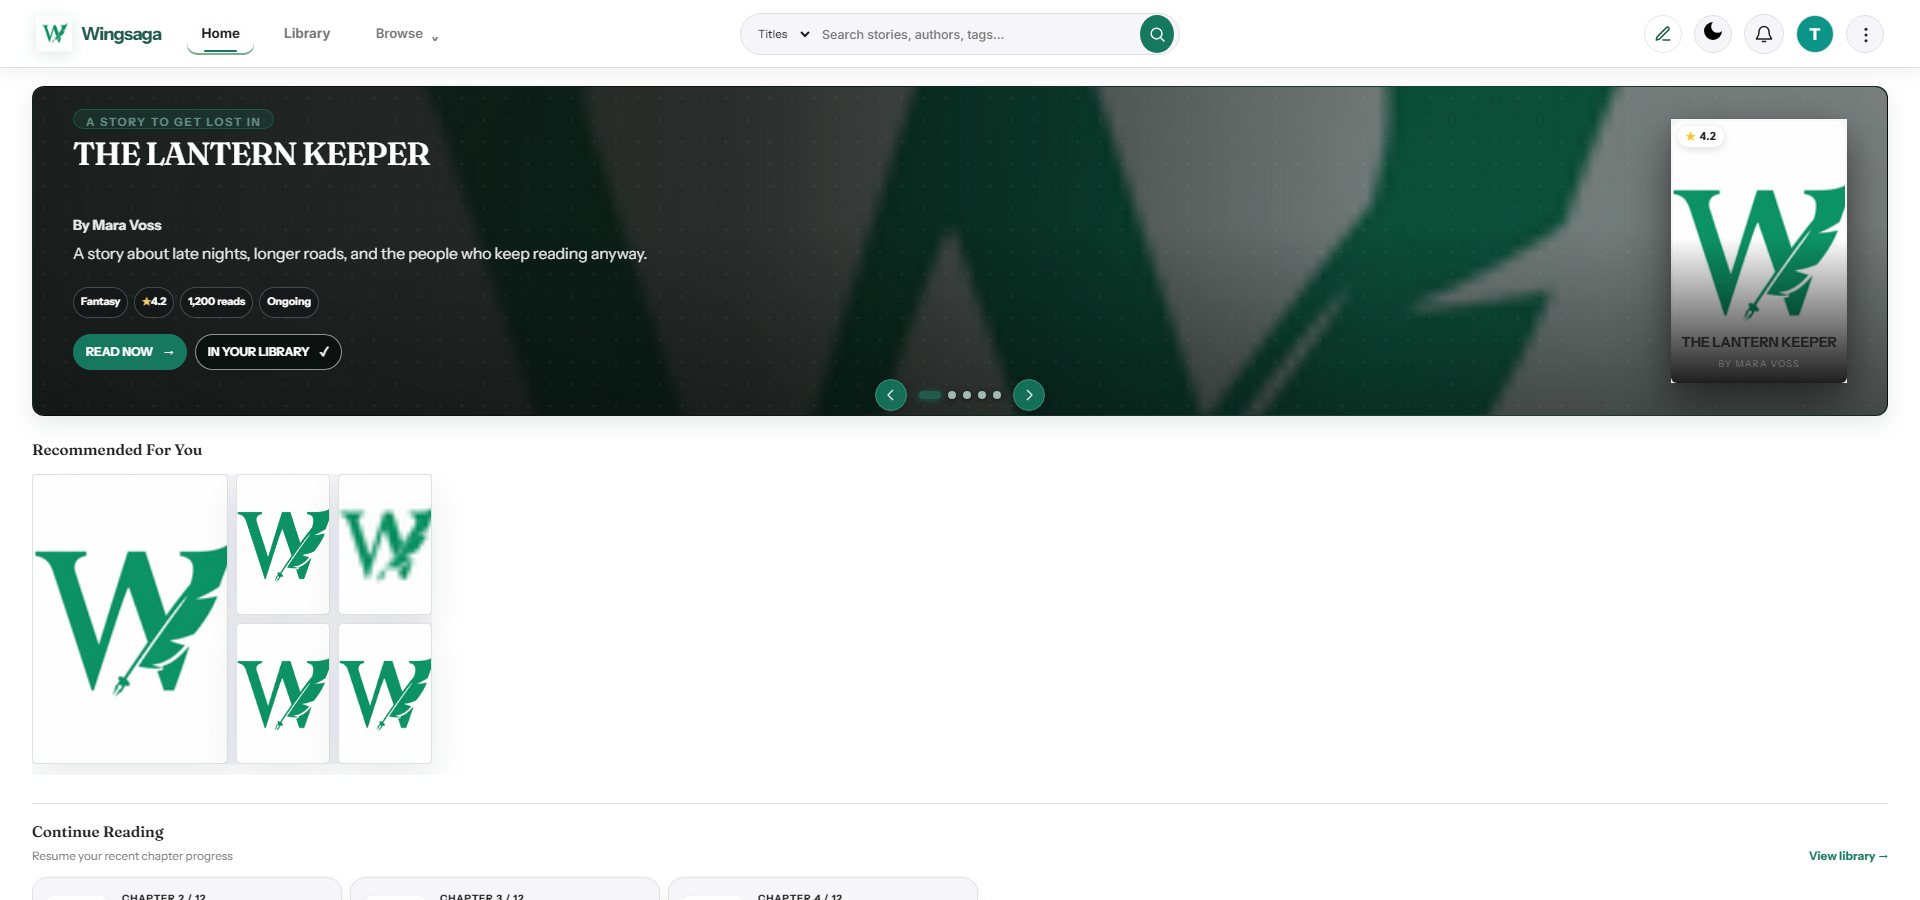 Wingsaga
Home
Library
Browse
Titles
Search stories, authors, tags...
T
A STORY TO GET LOST IN
THE LANTERN KEEPER
By Mara Voss
A story about late nights, longer roads, and the people who keep reading anyway.
Fantasy
★4.2
1,200 reads
Ongoing
READ NOW →
IN YOUR LIBRARY ✓
★ 4.2
THE LANTERN KEEPER
BY MARA VOSS
Recommended For You
Continue Reading
Resume your recent chapter progress
View library →
CHAPTER 2 / 12
CHAPTER 3 / 12
CHAPTER 4 / 12